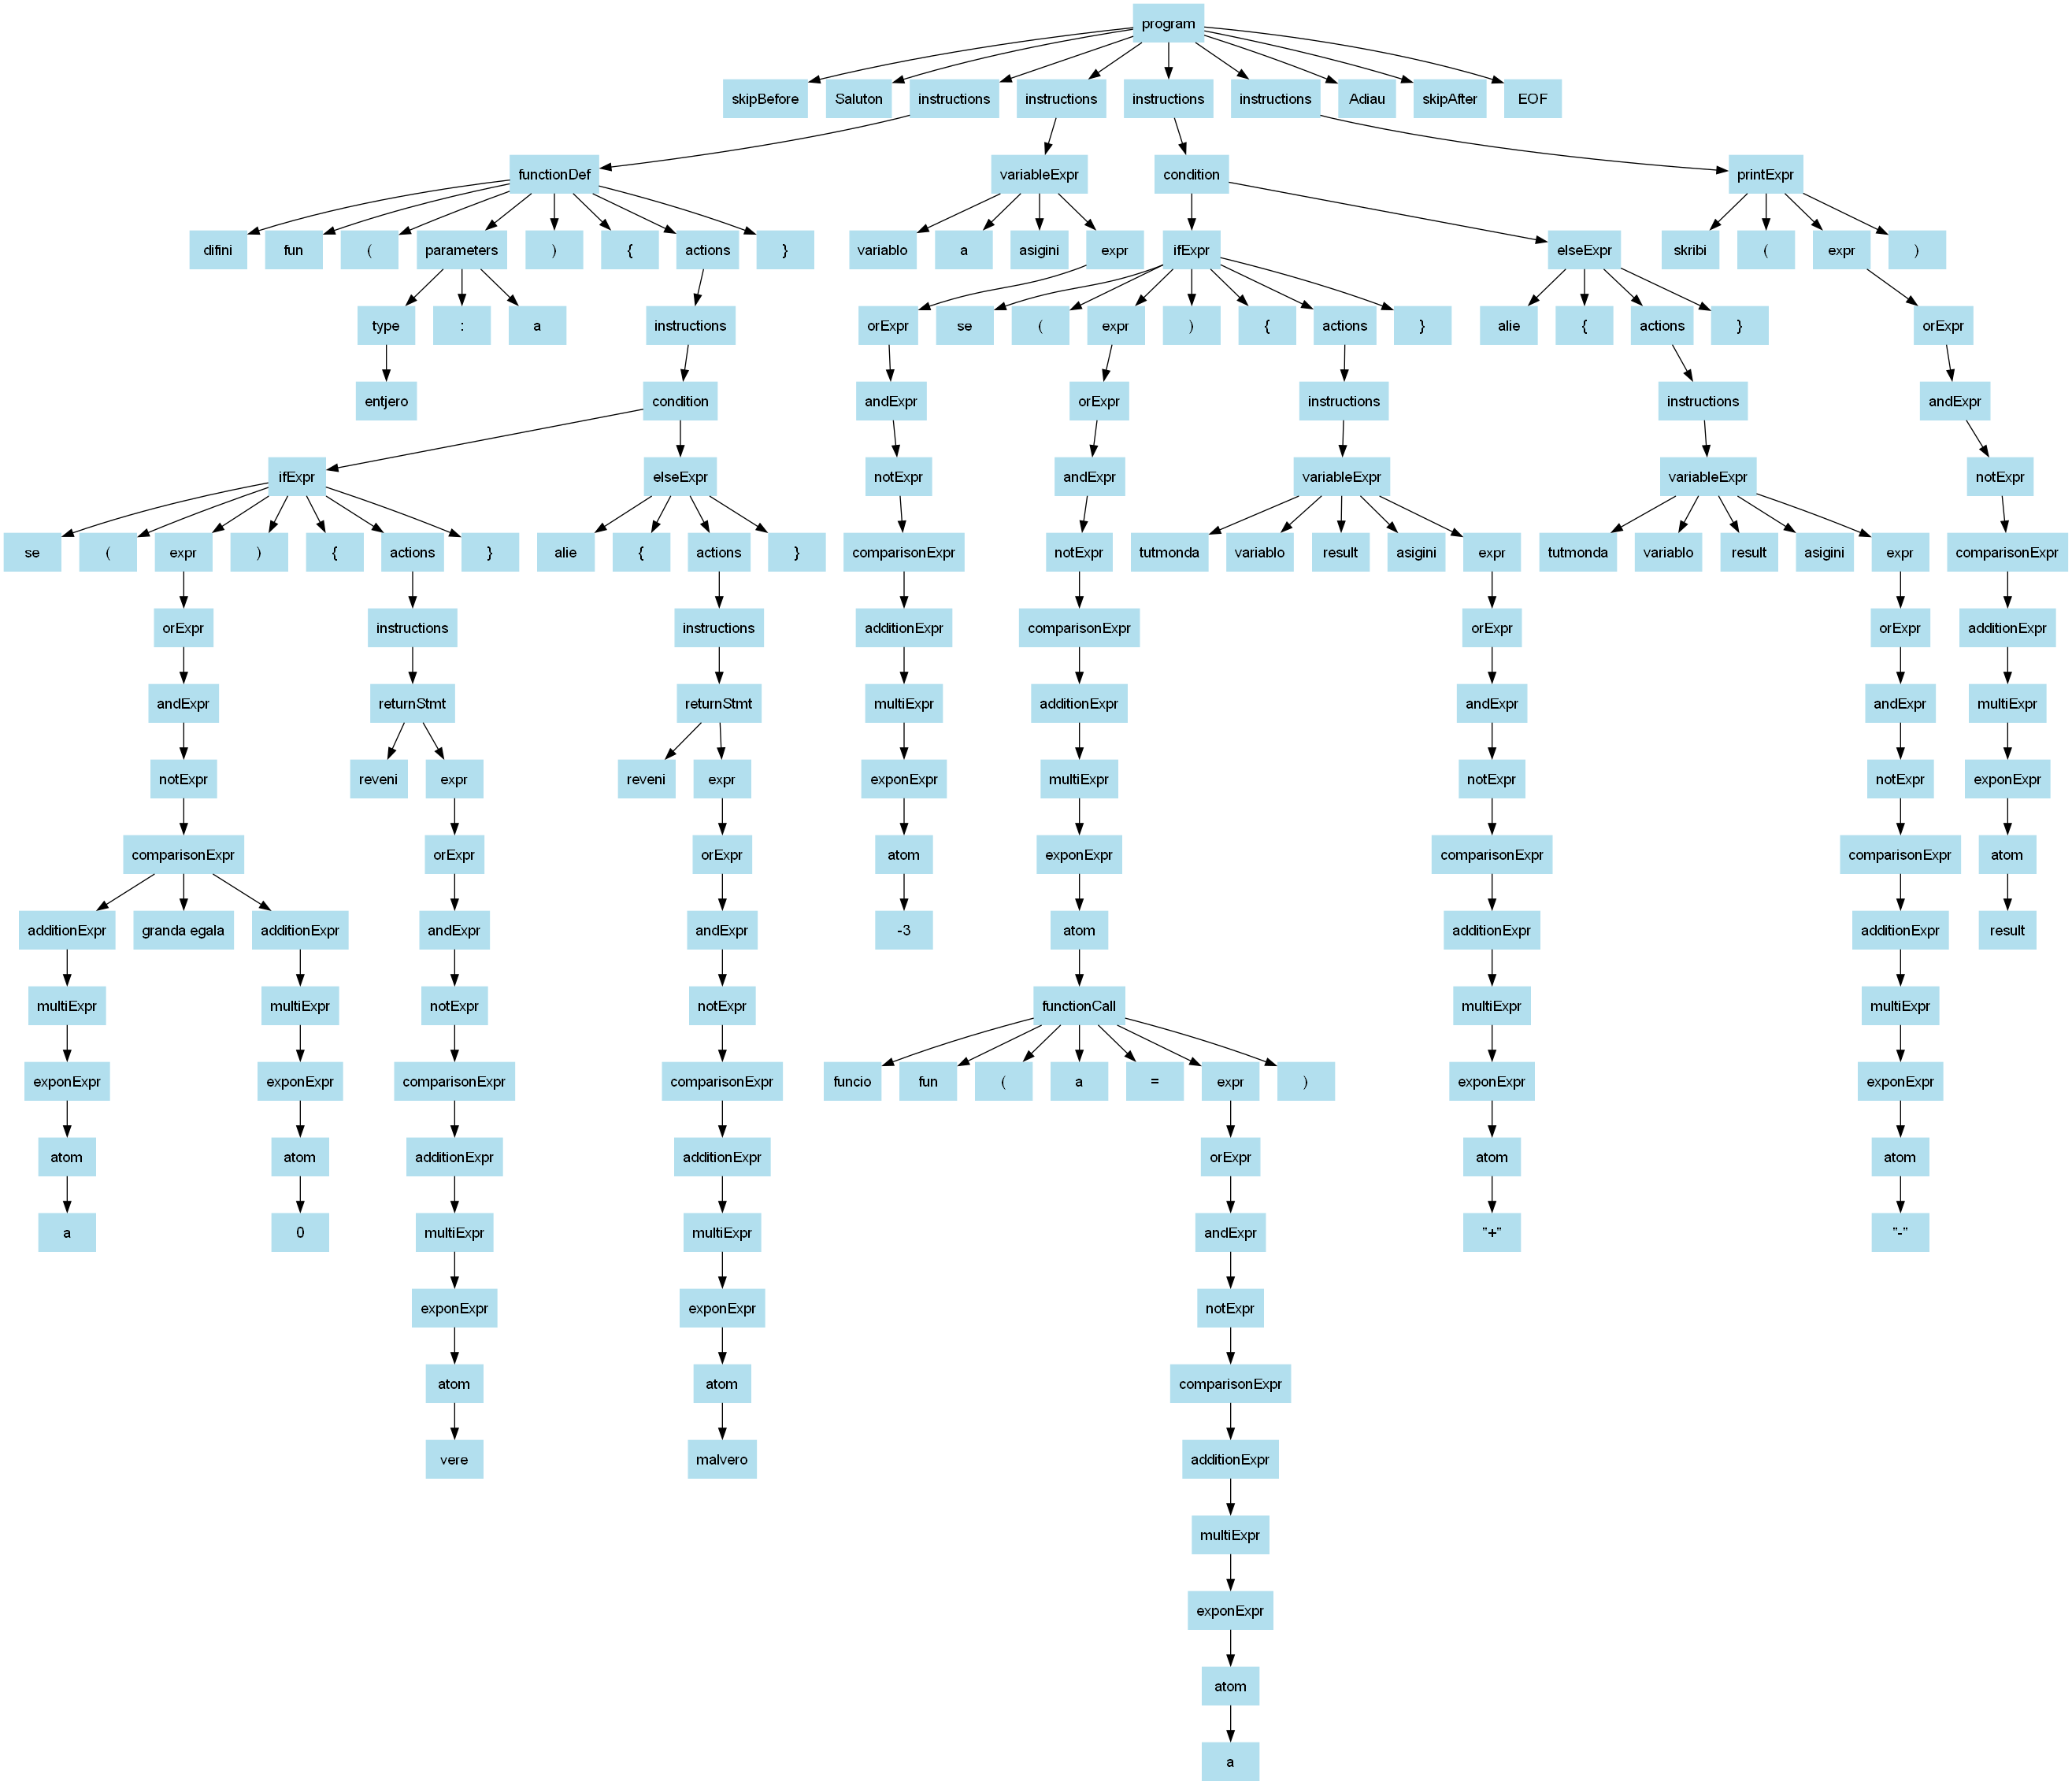 program
skipBefore Saluton instructions instructions instructions instructions Adiau skipAfter EOF
functionDef variableExpr condition printExpr
difini fun ( parameters ) { actions } variablo a asigini expr ifExpr elseExpr skribi ( expr )
type : a instructions orExpr se ( expr ) { actions } alie { actions } orExpr
entjero condition andExpr orExpr instructions instructions andExpr
ifExpr elseExpr notExpr andExpr variableExpr variableExpr notExpr
se ( expr ) { actions } alie { actions } comparisonExpr notExpr tutmonda variablo result asigini expr tutmonda variablo result asigini expr comparisonExpr
orExpr instructions instructions additionExpr comparisonExpr orExpr orExpr additionExpr
andExpr returnStmt returnStmt multiExpr additionExpr andExpr andExpr multiExpr
notExpr reveni expr reveni expr exponExpr multiExpr notExpr notExpr exponExpr
comparisonExpr orExpr orExpr atom exponExpr comparisonExpr comparisonExpr atom
additionExpr granda egala additionExpr andExpr andExpr -3 atom additionExpr additionExpr result
multiExpr multiExpr notExpr notExpr functionCall multiExpr multiExpr
exponExpr exponExpr comparisonExpr comparisonExpr funcio fun ( a = expr ) exponExpr exponExpr
atom atom additionExpr additionExpr orExpr atom atom
a 0 multiExpr multiExpr andExpr "+" "-"
exponExpr exponExpr notExpr
atom atom comparisonExpr
vere malvero additionExpr
multiExpr
exponExpr
atom
a